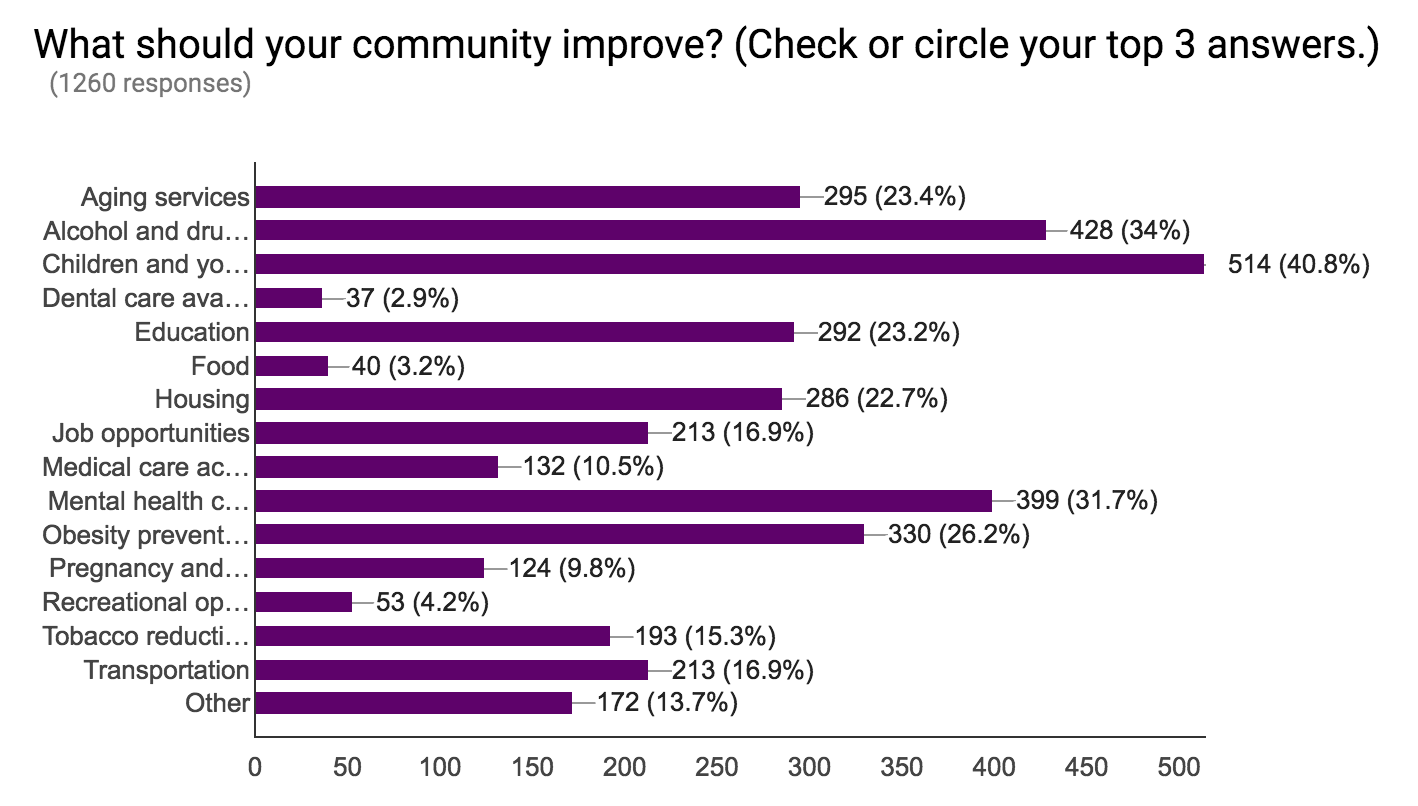 What should your community improve? (Check or circle your top 3 answers.)
(1260 responses)
Aging services 295 (23.4%)
Alcohol and dru... 428 (34%)
Children and yo... 514 (40.8%)
Dental care ava... 37 (2.9%)
Education 292 (23.2%)
Food 40 (3.2%)
Housing 286 (22.7%)
Job opportunities 213 (16.9%)
Medical care ac... 132 (10.5%)
Mental health c... 399 (31.7%)
Obesity prevent... 330 (26.2%)
Pregnancy and... 124 (9.8%)
Recreational op... 53 (4.2%)
Tobacco reducti... 193 (15.3%)
Transportation 213 (16.9%)
Other 172 (13.7%)
0 50 100 150 200 250 300 350 400 450 500